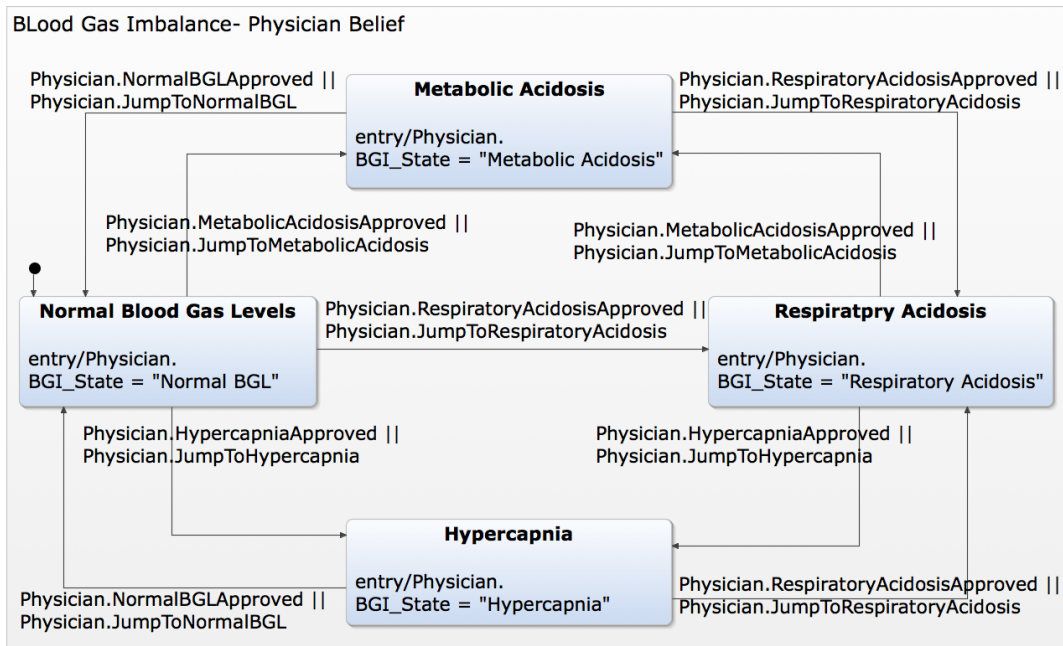 BLood Gas Imbalance- Physician Belief
Physician.NormalBGLApproved ||
Physician.JumpToNormalBGL
Metabolic Acidosis
entry/Physician.
BGI_State = "Metabolic Acidosis"
Physician.RespiratoryAcidosisApproved ||
Physician.JumpToRespiratoryAcidosis
Physician.MetabolicAcidosisApproved ||
Physician.JumpToMetabolicAcidosis
Physician.MetabolicAcidosisApproved ||
Physician.JumpToMetabolicAcidosis
Normal Blood Gas Levels
entry/Physician.
BGI_State = "Normal BGL"
Physician.RespiratoryAcidosisApproved ||
Physician.JumpToRespiratoryAcidosis
Respiratpry Acidosis
entry/Physician.
BGI_State = "Respiratory Acidosis"
Physician.HypercapniaApproved ||
Physician.JumpToHypercapnia
Physician.HypercapniaApproved ||
Physician.JumpToHypercapnia
Hypercapnia
entry/Physician.
BGI_State = "Hypercapnia"
Physician.NormalBGLApproved ||
Physician.JumpToNormalBGL
Physician.RespiratoryAcidosisApproved ||
Physician.JumpToRespiratoryAcidosis